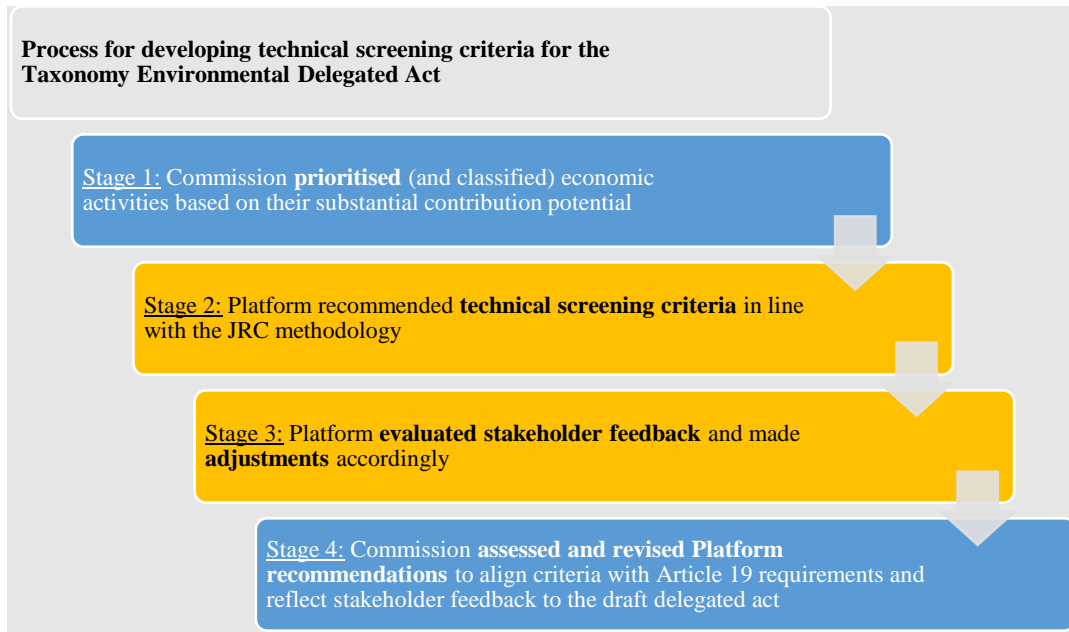 Process for developing technical screening criteria for the
Taxonomy Environmental Delegated Act
Stage 1: Commission prioritised (and classified) economic
activities based on their substantial contribution potential
Stage 2: Platform recommended technical screening criteria in line
with the JRC methodology
Stage 3: Platform evaluated stakeholder feedback and made
adjustments accordingly
Stage 4: Commission assessed and revised Platform
recommendations to align criteria with Article 19 requirements and
reflect stakeholder feedback to the draft delegated act